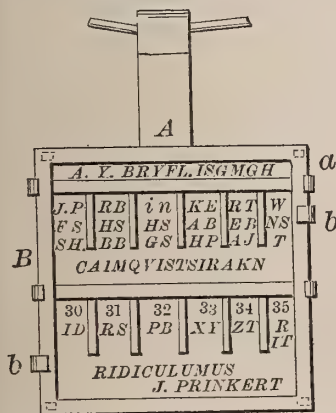 A
A. Y. BRYFL.ISGMGH
a
J.P RB in KE RT W
FS HS HS AB EB NS
SH. BB GS HP AJ T
b
B
CAIMQVISTSIRAKN
30 31 32 33 34 35
ID RS PB XY ZT R
IT
b
RIDICULUMUS
J. PRINKERT